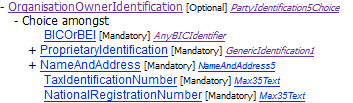 - OrganisationOwnerIdentification [Optional] PartyIdentification5Choice
- Choice amongst
BICOrBEI [Mandatory] AnyBICIdentifier
+ ProprietaryIdentification [Mandatory] GenericIdentification1
+ NameAndAddress [Mandatory] NameAndAddress5
TaxIdentificationNumber [Mandatory] Max35Text
NationalRegistrationNumber [Mandatory] Max35Text